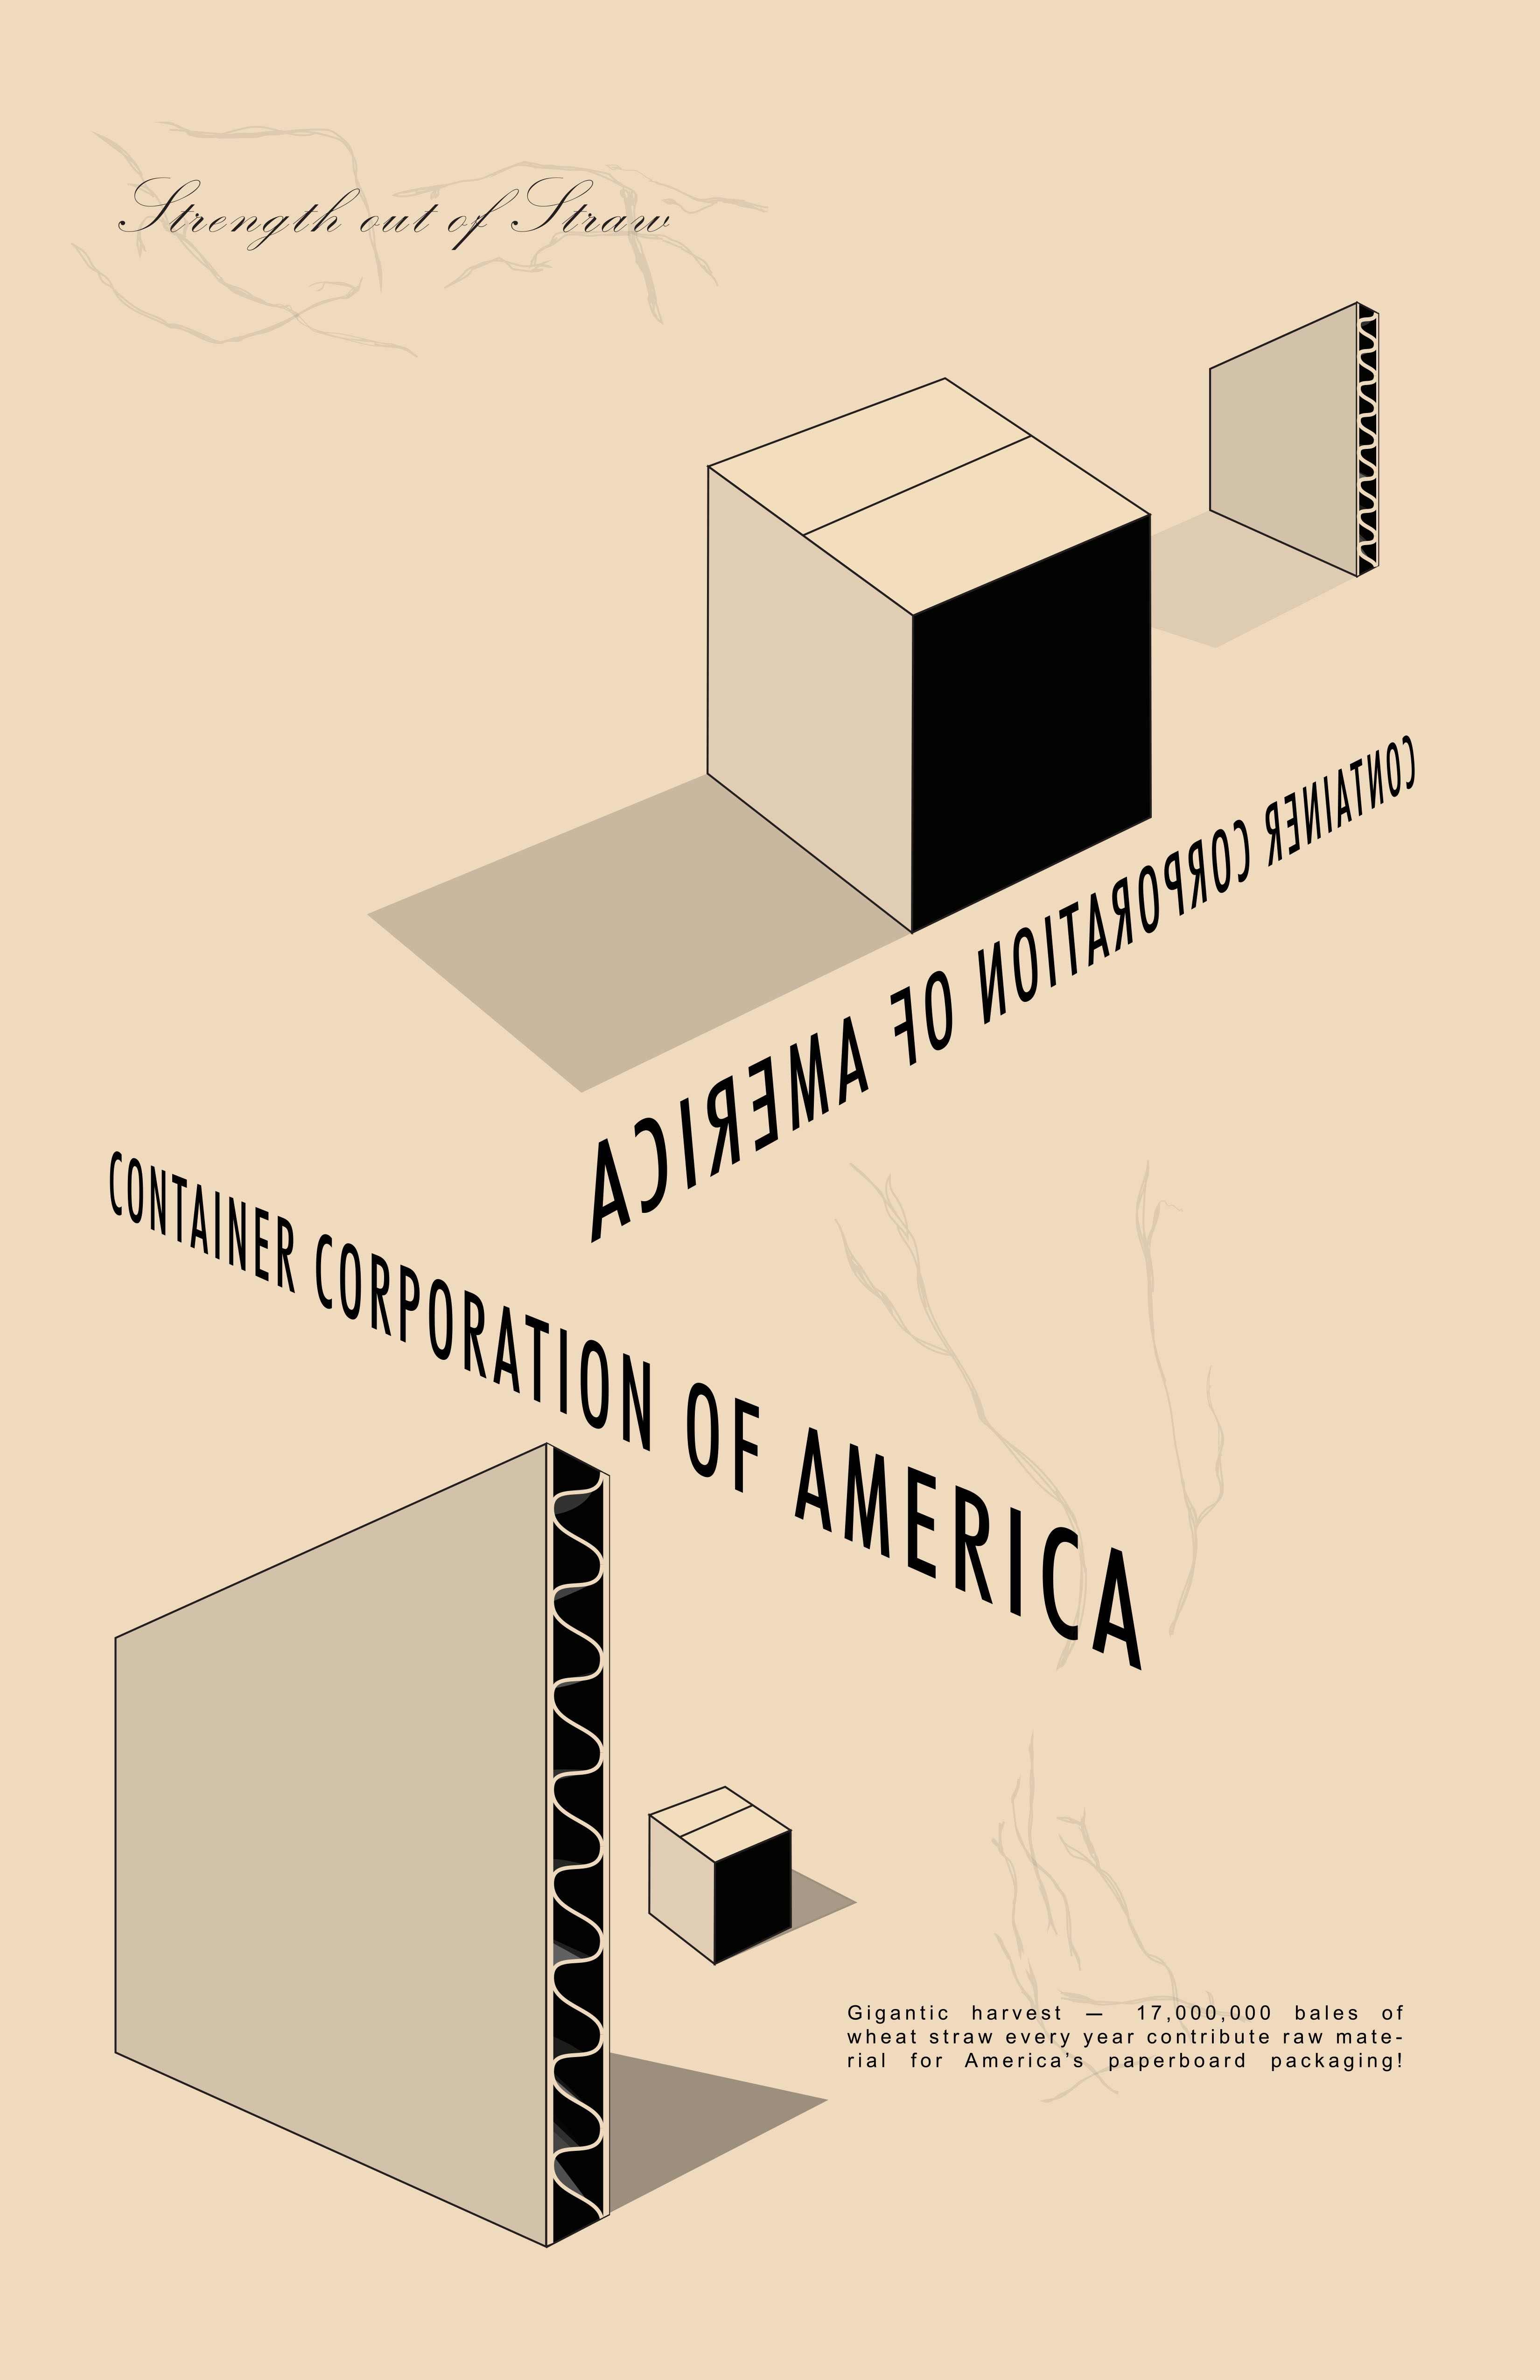 Strength out of Straw
CONTAINER CORPORATION OF AMERICA
CONTAINER CORPORATION OF AMERICA
Gigantic harvest — 17,000,000 bales of
wheat straw every year contribute raw mate-
rial for America’s paperboard packaging!